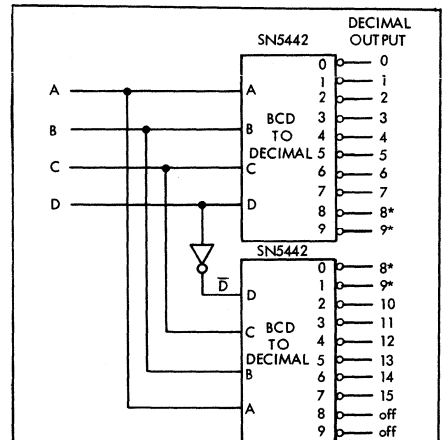 DECIMAL
OUTPUT
SN5442
0 0
A A 1 1
2 2
B B BCD 3 3
TO 4 4
DECIMAL 5 5
C C 6 6
7 7
D D 8 8*
9 9*
SN5442
0 8*
D̅ D 1 9*
2 10
C BCD 3 11
TO 4 12
DECIMAL 5 13
B 6 14
7 15
A 8 off
9 off